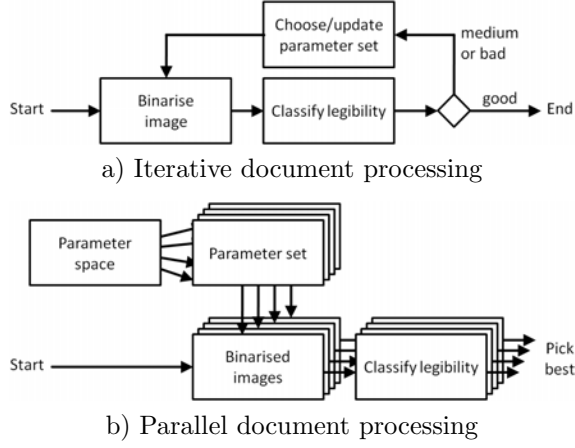 Choose/update
parameter set
medium
or bad
Start
Binarise
image
Classify legibility
good
End
a) Iterative document processing
Parameter
space
Parameter set
Start
Binarised
images
Classify legibility
Pick
best
b) Parallel document processing